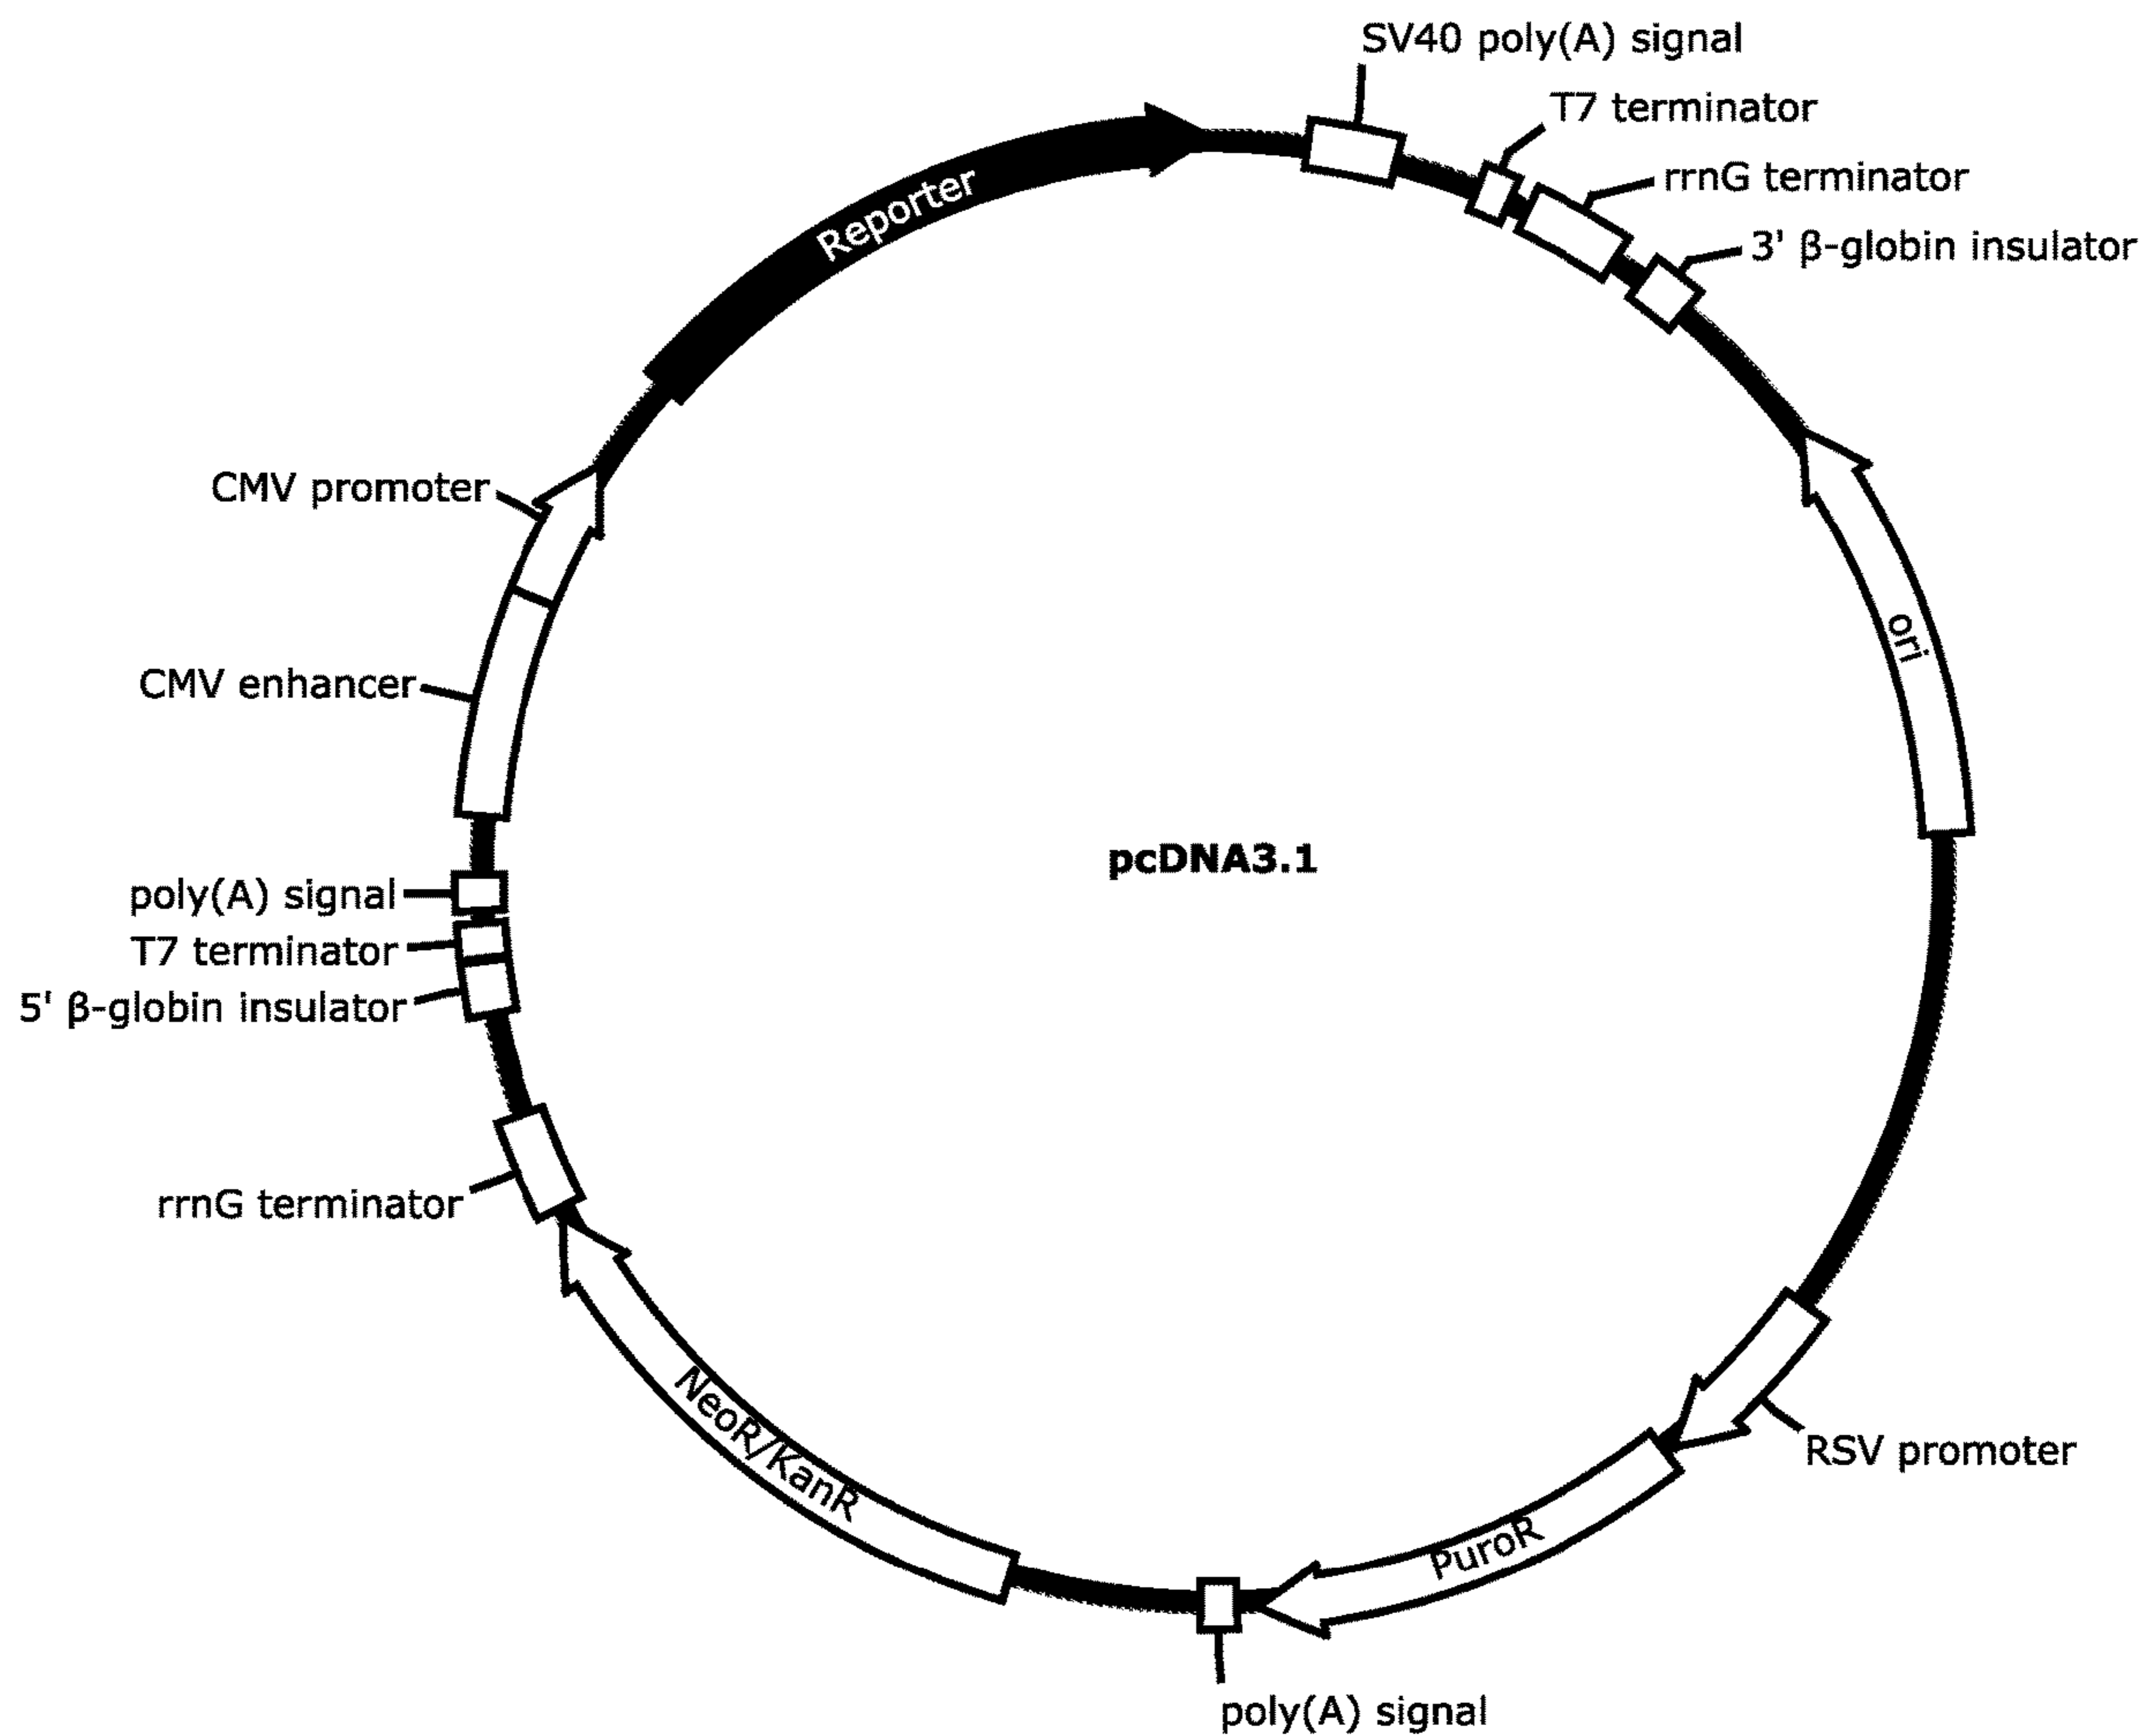 SV40 poly(A) signal
T7 terminator
rrnG terminator
3' β-globin insulator
Reporter
CMV promoter
ori
CMV enhancer
pcDNA3.1
poly(A) signal
T7 terminator
5' β-globin insulator
rrnG terminator
NeoR/KanR
RSV promoter
PuroR
poly(A) signal